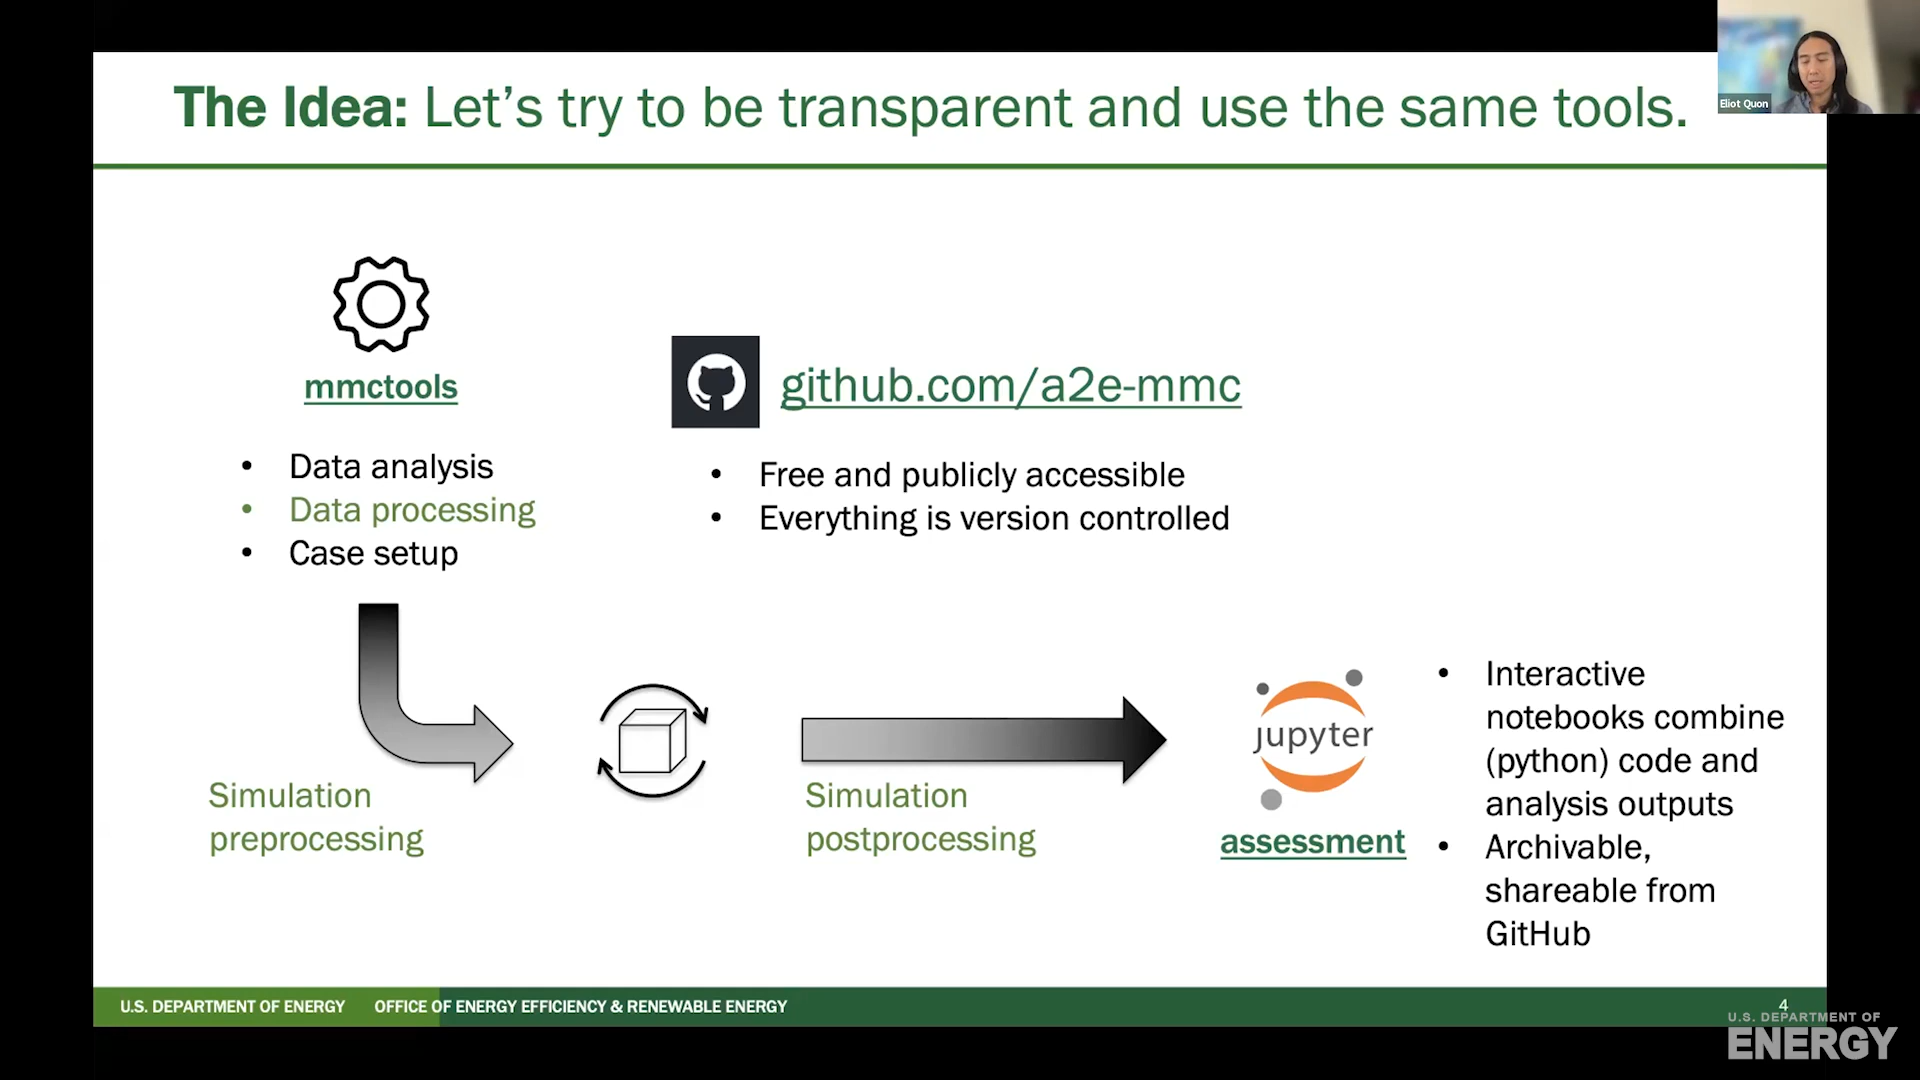 The Idea: Let's try to be transparent and use the same tools.
Eliot Quon
mmctools
• Data analysis
• Data processing
• Case setup
github.com/a2e-mmc
• Free and publicly accessible
• Everything is version controlled
Simulation
preprocessing
Simulation
postprocessing
jupyter
assessment
• Interactive
notebooks combine
(python) code and
analysis outputs
• Archivable,
shareable from
GitHub
U.S. DEPARTMENT OF ENERGY OFFICE OF ENERGY EFFICIENCY & RENEWABLE ENERGY
4
U.S. DEPARTMENT OF
ENERGY